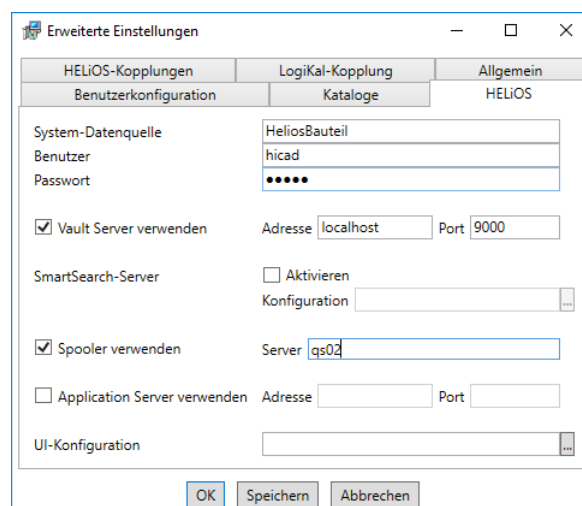 Erweiterte Einstellungen
HELiOS-Kopplungen LogiKal-Kopplung Allgemein
Benutzerkonfiguration Kataloge HELiOS
System-Datenquelle HeliosBauteil
Benutzer hicad
Passwort ●●●●●
Vault Server verwenden Adresse localhost Port 9000
SmartSearch-Server Aktivieren
Konfiguration ...
Spooler verwenden Server qs02
Application Server verwenden Adresse Port
UI-Konfiguration ...
OK Speichern Abbrechen